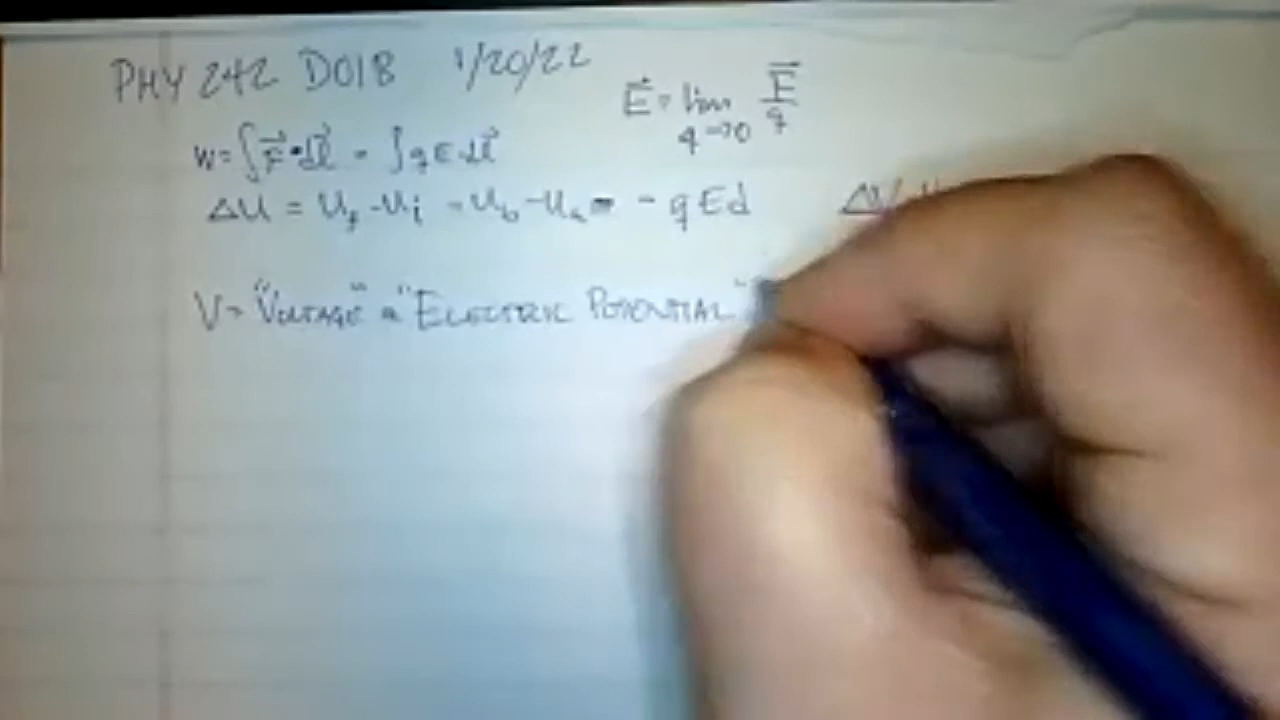 PHY 242 D01B 1/20/22
E⃗ = lim q→0 F⃗/q
W = ∫F⃗·dl⃗ = ∫qE dl⃗
ΔU = U_f - U_i = U_b - U_a = - qEd
V = "VOLTAGE" = "ELECTRIC POTENTIAL"